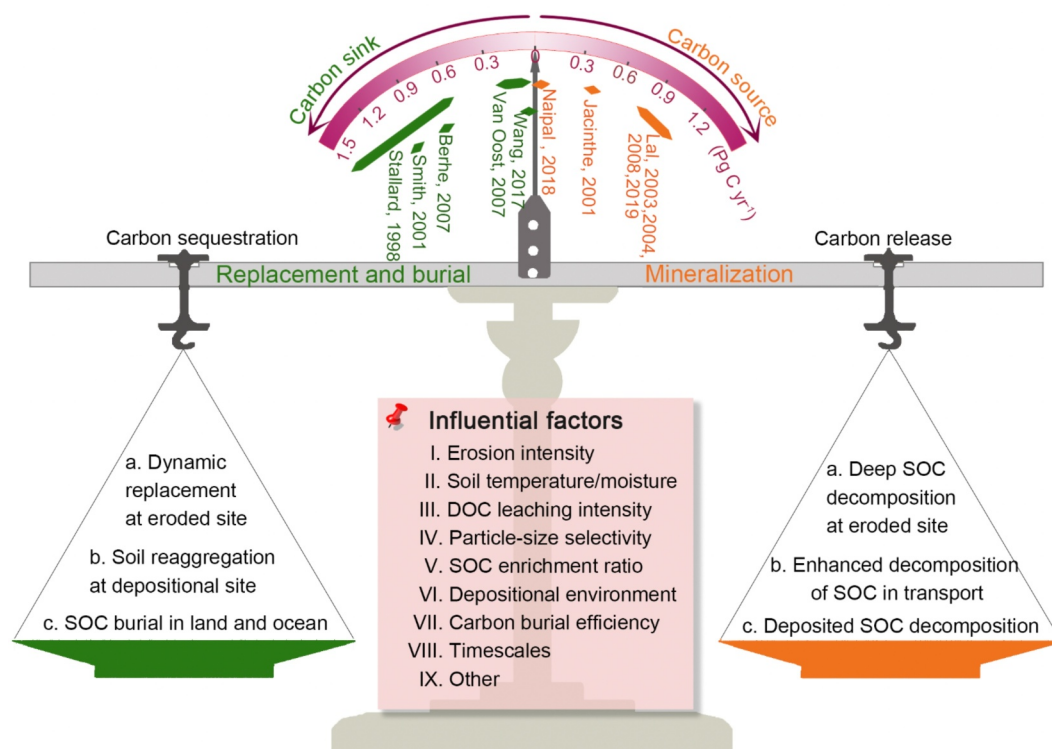 Carbon sink
Carbon source
1.5
1.2
0.9
0.6
0.3
0
0.3
0.6
0.9
1.2
(Pg C yr⁻¹)
Stallard, 1998
Smith, 2001
Berhe, 2007
Van Oost, 2007
Wang, 2017
Naipal , 2018
Jacinthe, 2001
Lal, 2003,2004,
2008,2019
Carbon sequestration
Carbon release
Replacement and burial
Mineralization
a. Dynamic
replacement
at eroded site
b. Soil reaggregation
at depositional site
c. SOC burial in land and ocean
Influential factors
I. Erosion intensity
II. Soil temperature/moisture
III. DOC leaching intensity
IV. Particle-size selectivity
V. SOC enrichment ratio
VI. Depositional environment
VII. Carbon burial efficiency
VIII. Timescales
IX. Other
a. Deep SOC
decomposition
at eroded site
b. Enhanced decomposition
of SOC in transport
c. Deposited SOC decomposition